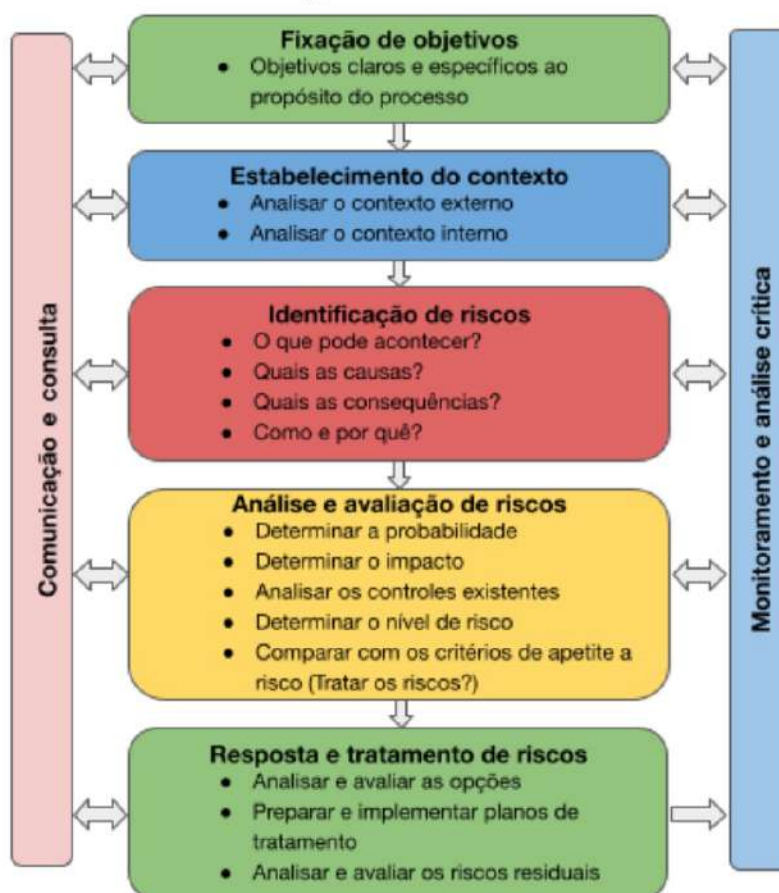 Comunicação e consulta
Fixação de objetivos
● Objetivos claros e específicos ao
propósito do processo
Estabelecimento do contexto
● Analisar o contexto externo
● Analisar o contexto interno
Identificação de riscos
● O que pode acontecer?
● Quais as causas?
● Quais as consequências?
● Como e por quê?
Análise e avaliação de riscos
● Determinar a probabilidade
● Determinar o impacto
● Analisar os controles existentes
● Determinar o nível de risco
● Comparar com os critérios de apetite a
risco (Tratar os riscos?)
Resposta e tratamento de riscos
● Analisar e avaliar as opções
● Preparar e implementar planos de
tratamento
● Analisar e avaliar os riscos residuais
Monitoramento e análise crítica